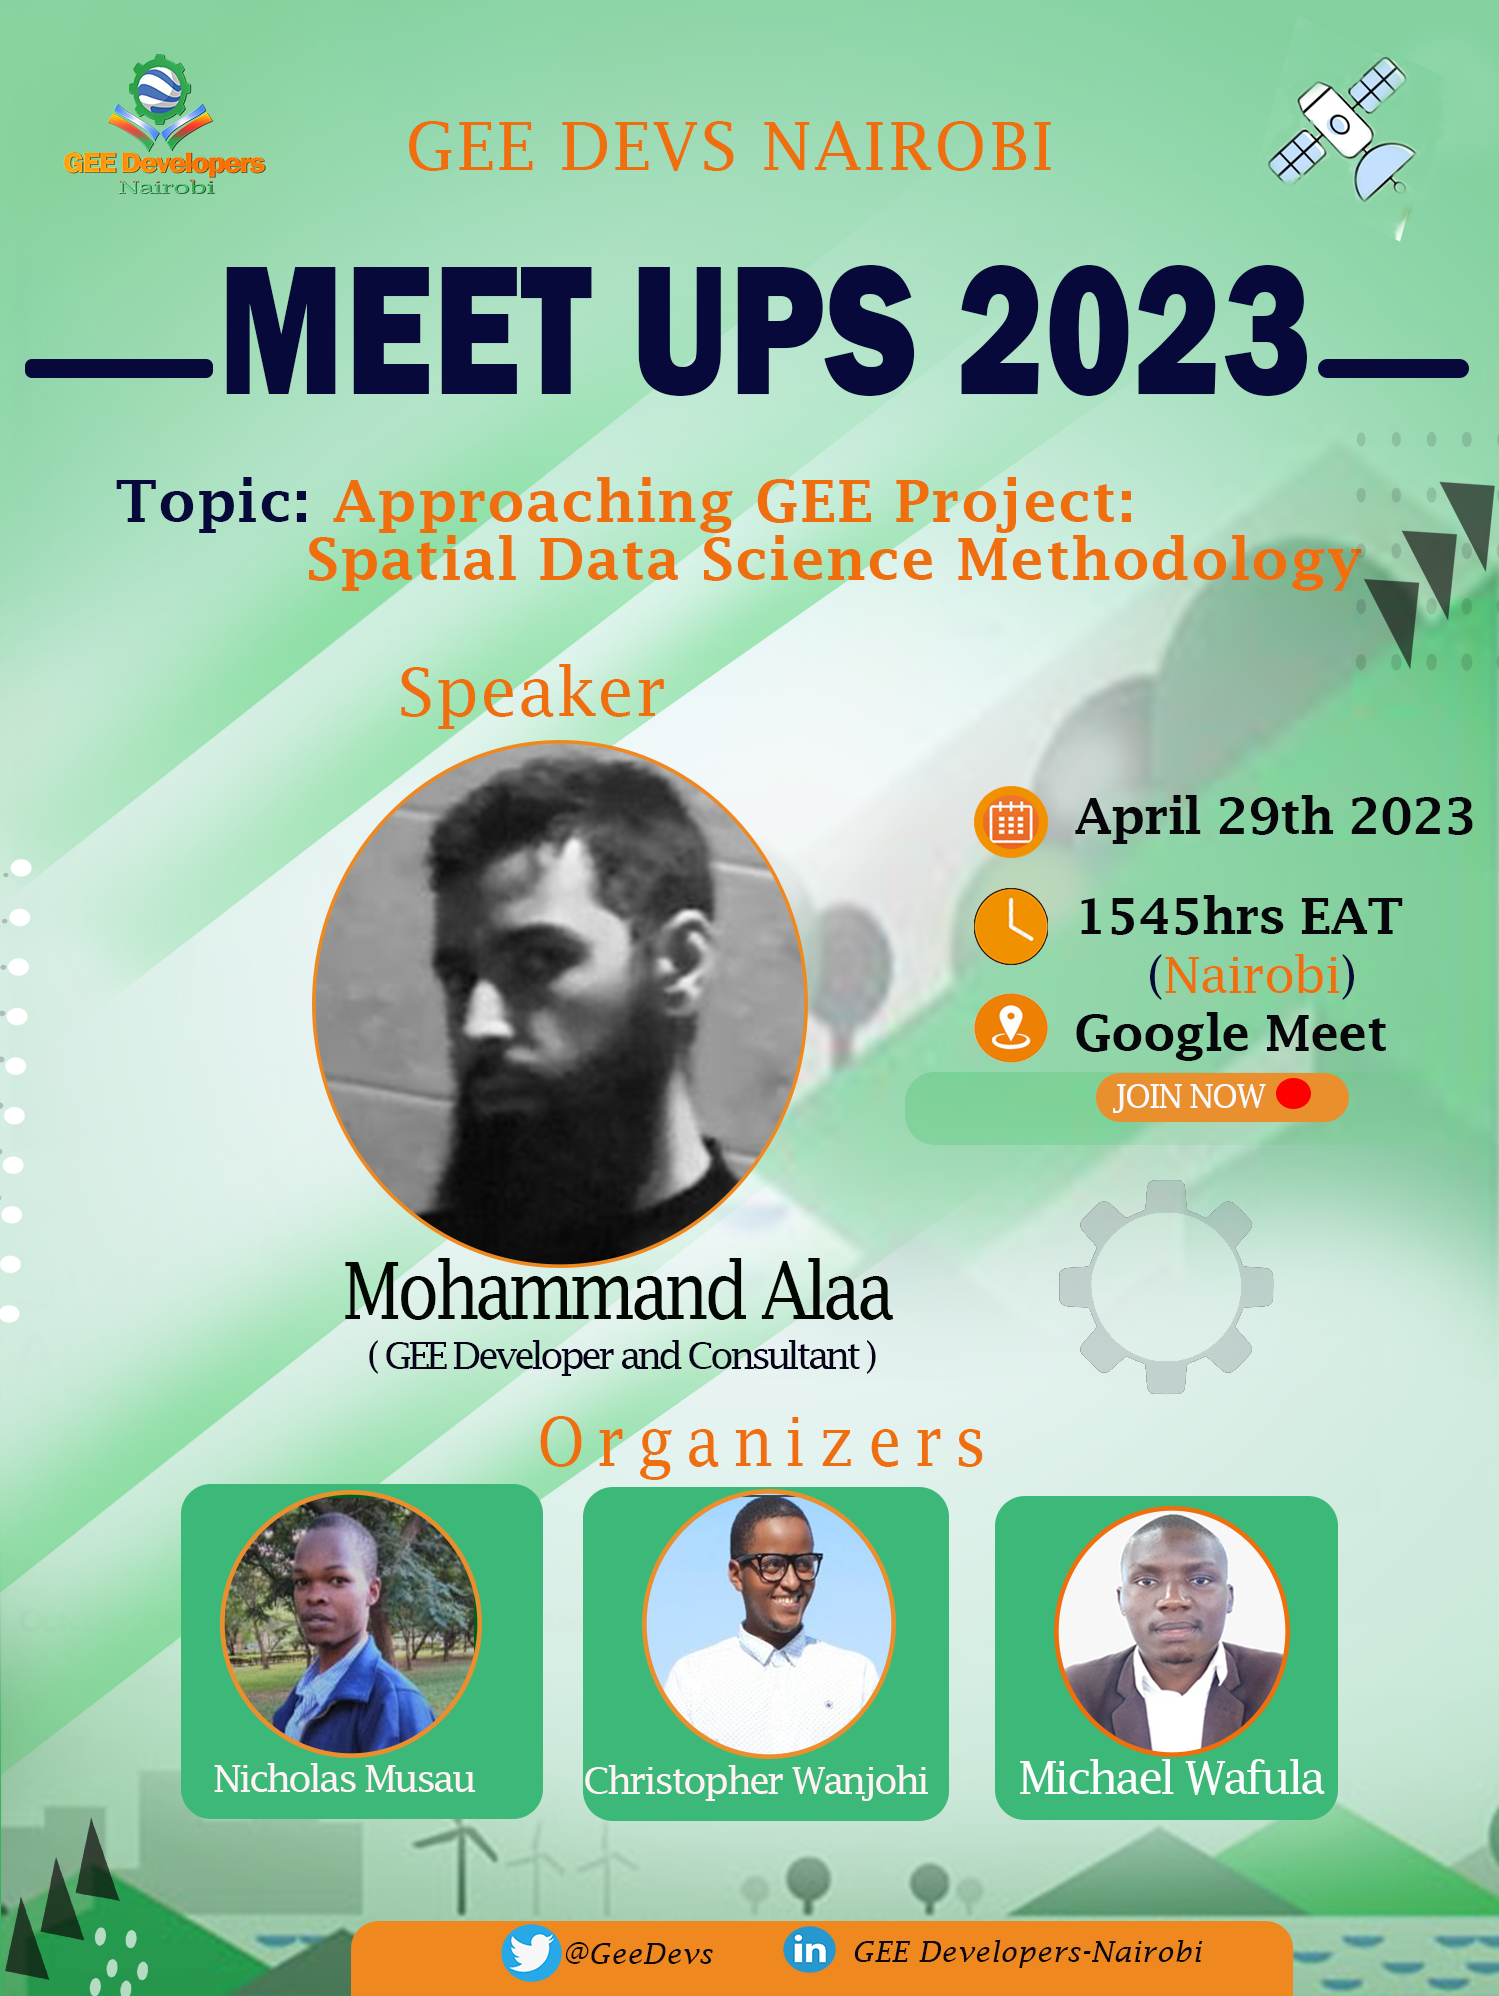 GEE Developers
Nairobi
GEE DEVS NAIROBI
MEET UPS 2023
Topic: Approaching GEE Project:
Spatial Data Science Methodology
Speaker
April 29th 2023
1545hrs EAT
(Nairobi)
Google Meet
JOIN NOW
Mohammand Alaa
( GEE Developer and Consultant )
Organizers
Nicholas Musau
Christopher Wanjohi
Michael Wafula
@GeeDevs
in GEE Developers-Nairobi